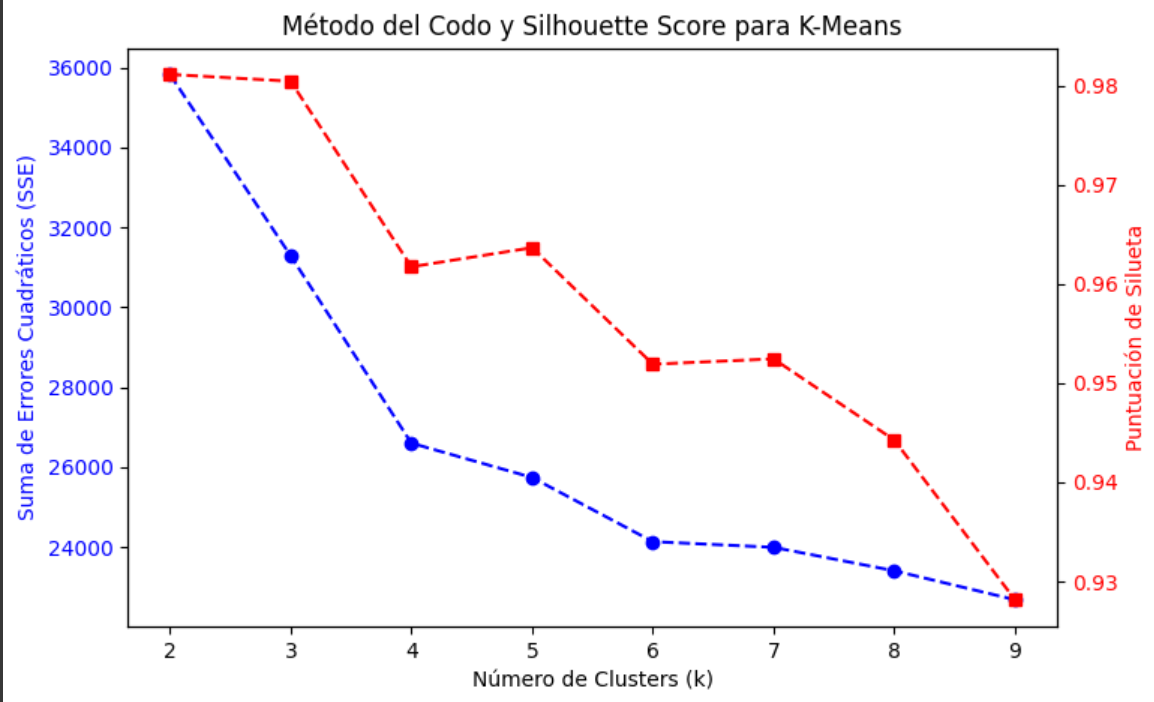 Método del Codo y Silhouette Score para K-Means
36000
34000
32000
30000
28000
26000
24000
Suma de Errores Cuadráticos (SSE)
0.98
0.97
0.96
0.95
0.94
0.93
Puntuación de Silueta
2 3 4 5 6 7 8 9
Número de Clusters (k)